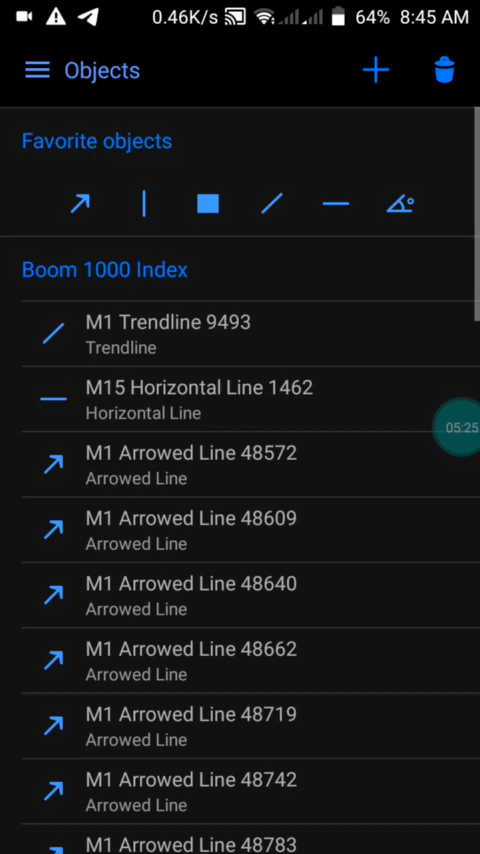 0.46K/s 64% 8:45 AM
Objects
Favorite objects
Boom 1000 Index
M1 Trendline 9493
Trendline
M15 Horizontal Line 1462
Horizontal Line
05:25
M1 Arrowed Line 48572
Arrowed Line
M1 Arrowed Line 48609
Arrowed Line
M1 Arrowed Line 48640
Arrowed Line
M1 Arrowed Line 48662
Arrowed Line
M1 Arrowed Line 48719
Arrowed Line
M1 Arrowed Line 48742
Arrowed Line
M1 Arrowed Line 48783